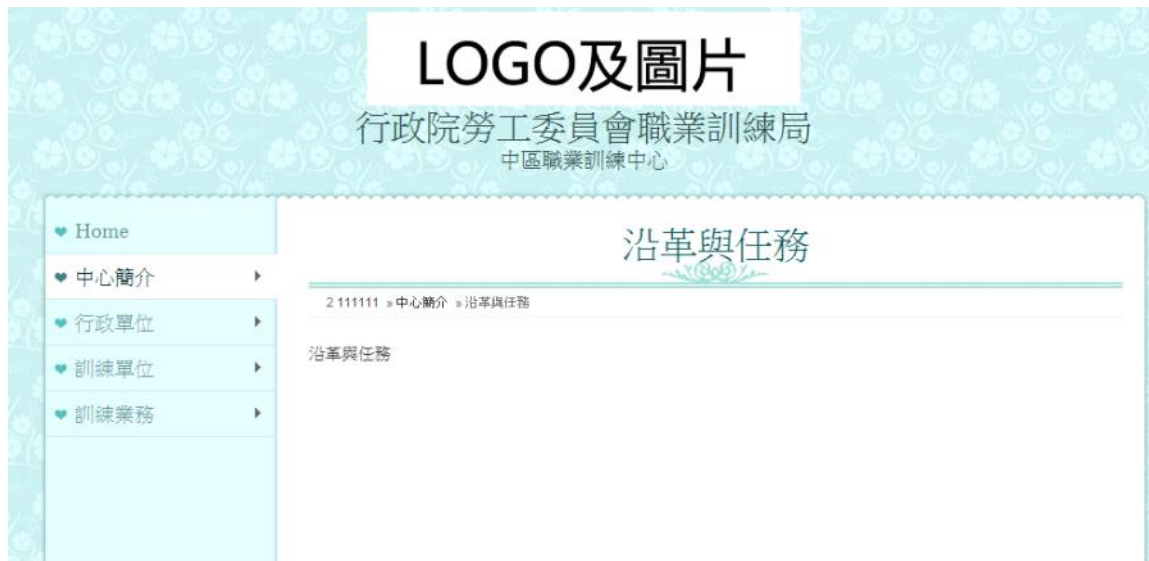 LOGO及圖片
行政院勞工委員會職業訓練局
中區職業訓練中心
Home
中心簡介
行政單位
訓練單位
訓練業務
沿革與任務
2 111111 » 中心簡介 » 沿革與任務
沿革與任務